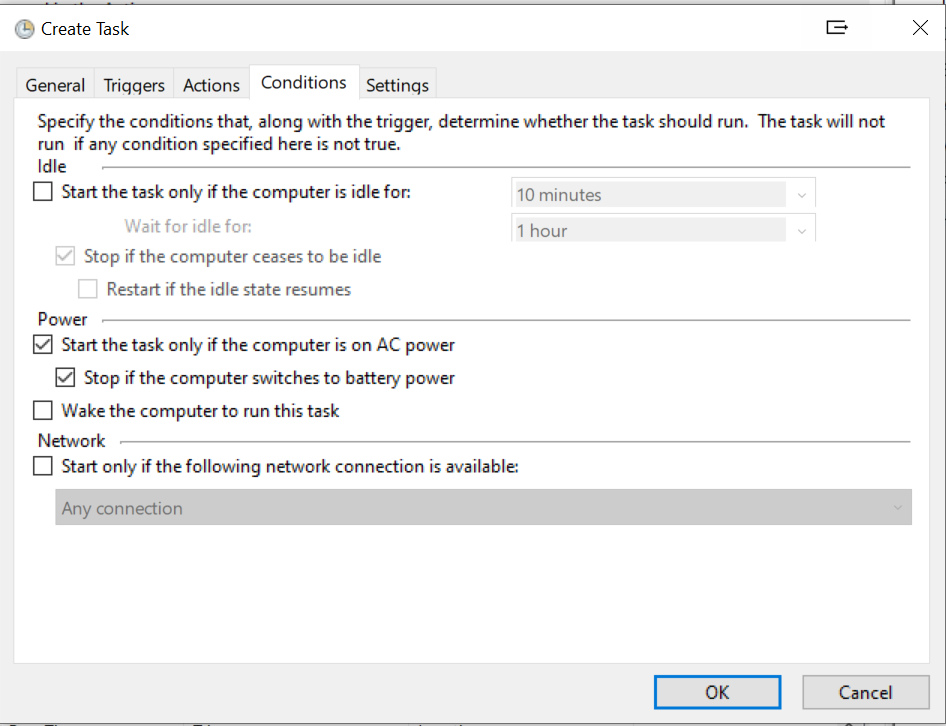 Create Task
General Triggers Actions Conditions Settings
Specify the conditions that, along with the trigger, determine whether the task should run.  The task will not
run  if any condition specified here is not true.
Idle
Start the task only if the computer is idle for: 10 minutes
Wait for idle for: 1 hour
Stop if the computer ceases to be idle
Restart if the idle state resumes
Power
Start the task only if the computer is on AC power
Stop if the computer switches to battery power
Wake the computer to run this task
Network
Start only if the following network connection is available:
Any connection
OK Cancel